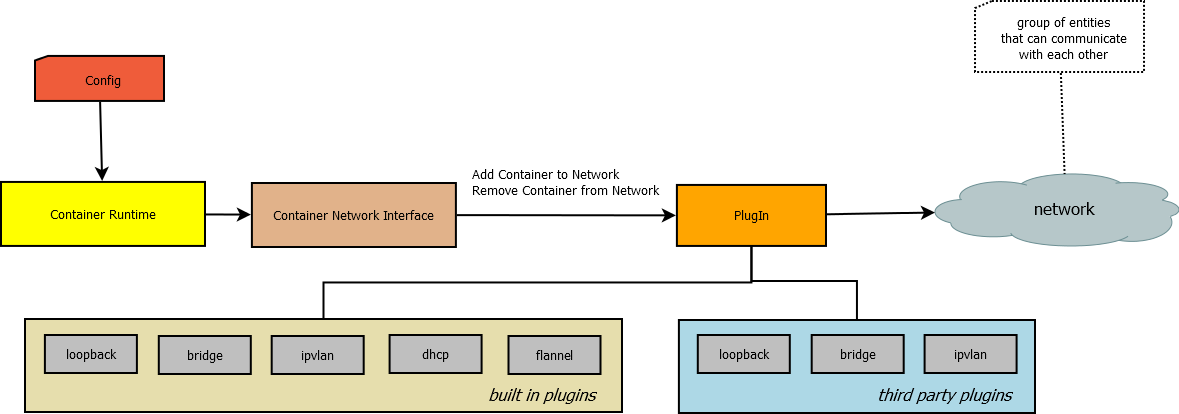 group of entities
that can communicate
with each other
Config
Add Container to Network
Remove Container from Network
Container Runtime
Container Network Interface
PlugIn
network
loopback
bridge
ipvlan
dhcp
flannel
built in plugins
loopback
bridge
ipvlan
third party plugins